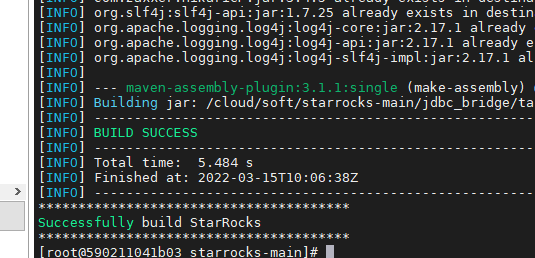 [INFO] org.slf4j:slf4j-api:jar:1.7.25 already exists in destin
[INFO] org.apache.logging.log4j:log4j-core:jar:2.17.1 already
[INFO] org.apache.logging.log4j:log4j-api:jar:2.17.1 already e
[INFO] org.apache.logging.log4j:log4j-slf4j-impl:jar:2.17.1 al
[INFO]
[INFO] --- maven-assembly-plugin:3.1.1:single (make-assembly)
[INFO] Building jar: /cloud/soft/starrocks-main/jdbc_bridge/ta
[INFO] ------------------------------------------------------
[INFO] BUILD SUCCESS
[INFO] ------------------------------------------------------
[INFO] Total time:  5.484 s
[INFO] Finished at: 2022-03-15T10:06:38Z
[INFO] ------------------------------------------------------
***************************************
Successfully build StarRocks
***************************************
[root@590211041b03 starrocks-main]#